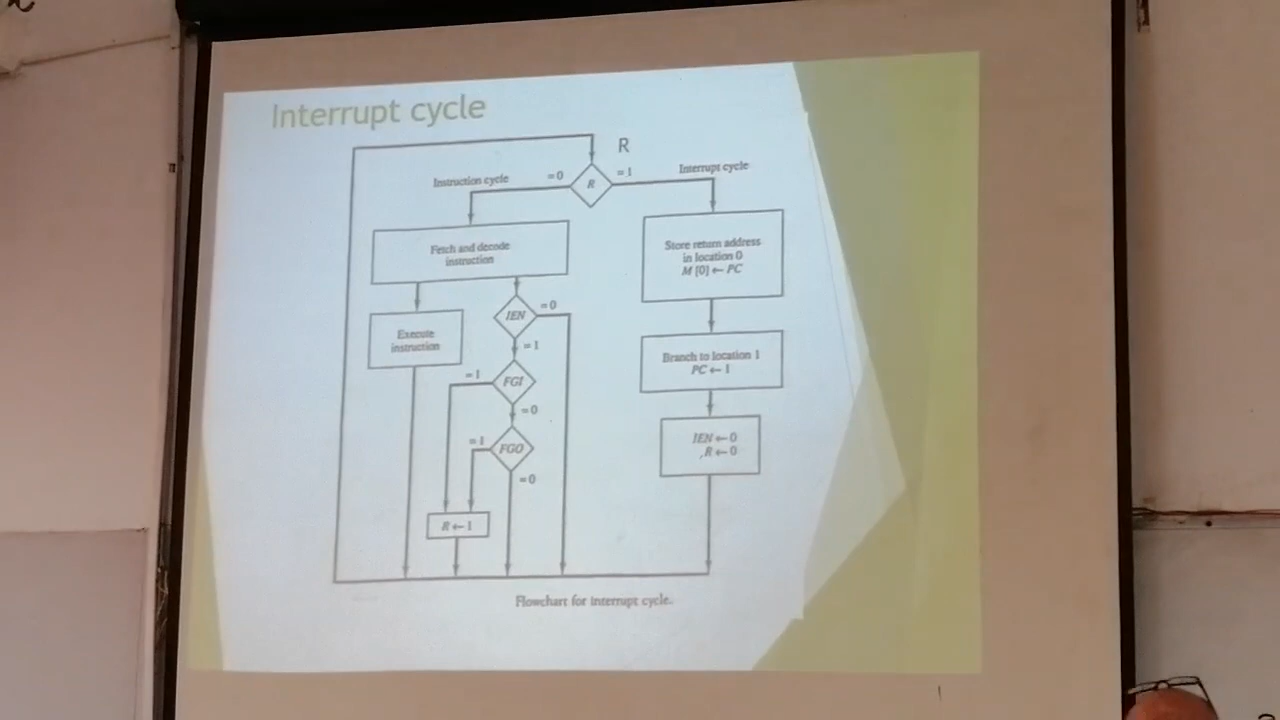 Interrupt cycle
R
Instruction cycle
=0
R
=1
Interrupt cycle
Fetch and decode
instruction
Store return address
in location 0
M [0] ← PC
Execute
instruction
IEN
=0
=1
Branch to location 1
PC ← 1
=1
FGI
=0
=1
FGO
=0
IEN ← 0
R ← 0
R ← 1
Flowchart for interrupt cycle.